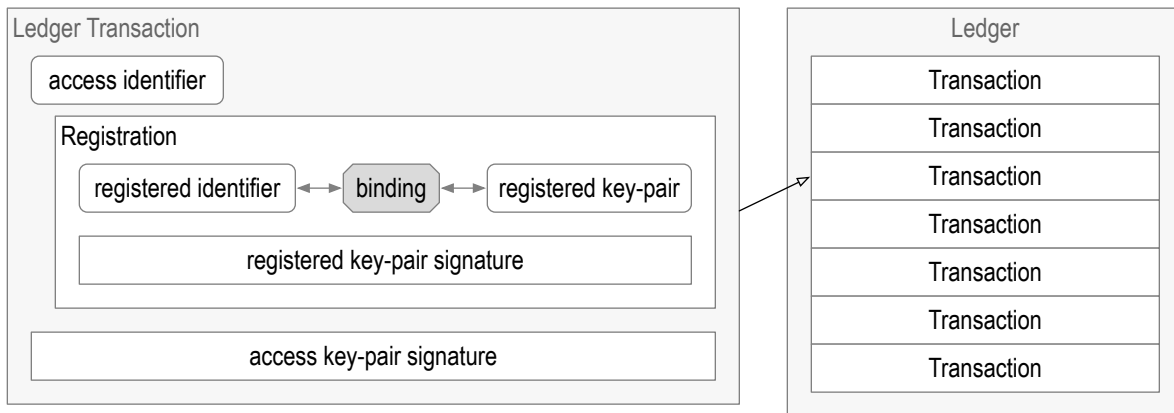 Ledger Transaction
access identifier
Registration
registered identifier
binding
registered key-pair
registered key-pair signature
access key-pair signature
Ledger
Transaction
Transaction
Transaction
Transaction
Transaction
Transaction
Transaction